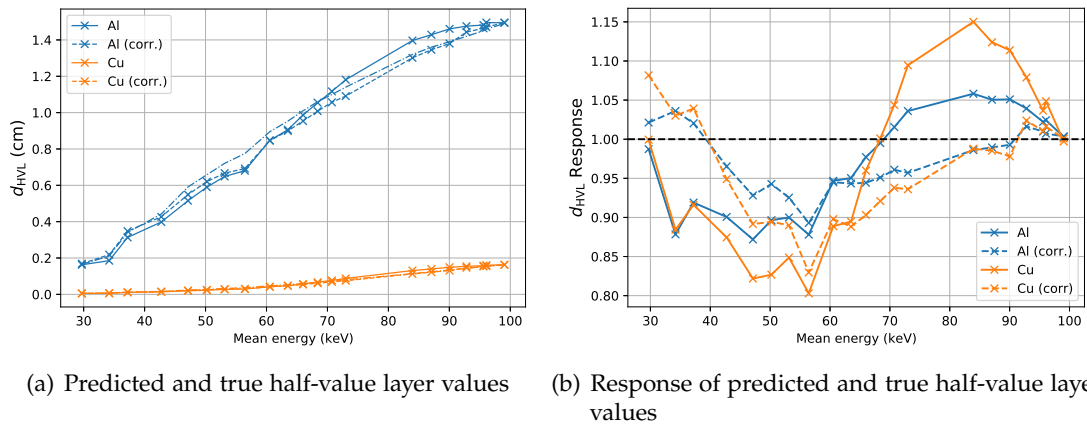 1.4
1.2
1.0
0.8
0.6
0.4
0.2
0.0
d_HVL (cm)
Al
Al (corr.)
Cu
Cu (corr.)
30 40 50 60 70 80 90 100
Mean energy (keV)
1.15
1.10
1.05
1.00
0.95
0.90
0.85
0.80
d_HVL Response
Al
Al (corr.)
Cu
Cu (corr)
30 40 50 60 70 80 90 100
Mean energy (keV)
(a) Predicted and true half-value layer values
(b) Response of predicted and true half-value laye
values